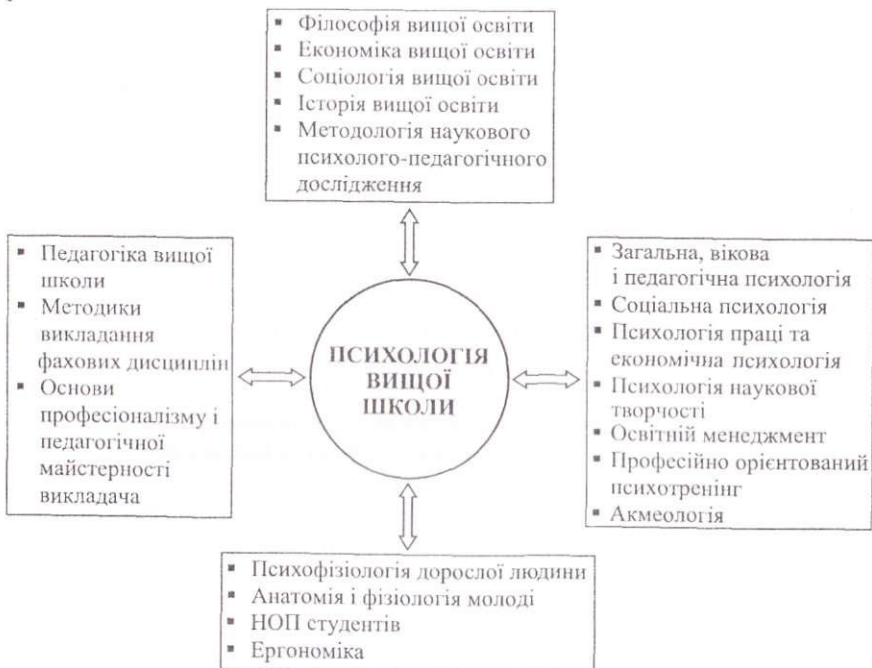 ▪ Філософія вищої освіти
▪ Економіка вищої освіти
▪ Соціологія вищої освіти
▪ Історія вищої освіти
▪ Методологія наукового
психолого-педагогічного
дослідження
▪ Педагогіка вищої
школи
▪ Методики
викладання
фахових дисциплін
▪ Основи
професіоналізму і
педагогічної
майстерності
викладача
ПСИХОЛОГІЯ
ВИЩОЇ
ШКОЛИ
▪ Загальна, вікова
і педагогічна психологія
▪ Соціальна психологія
▪ Психологія праці та
економічна психологія
▪ Психологія наукової
творчості
▪ Освітній менеджмент
▪ Професійно орієнтований
психотренінг
▪ Акмеологія
▪ Психофізіологія дорослої людини
▪ Анатомія і фізіологія молоді
▪ НОП студентів
▪ Ергономіка